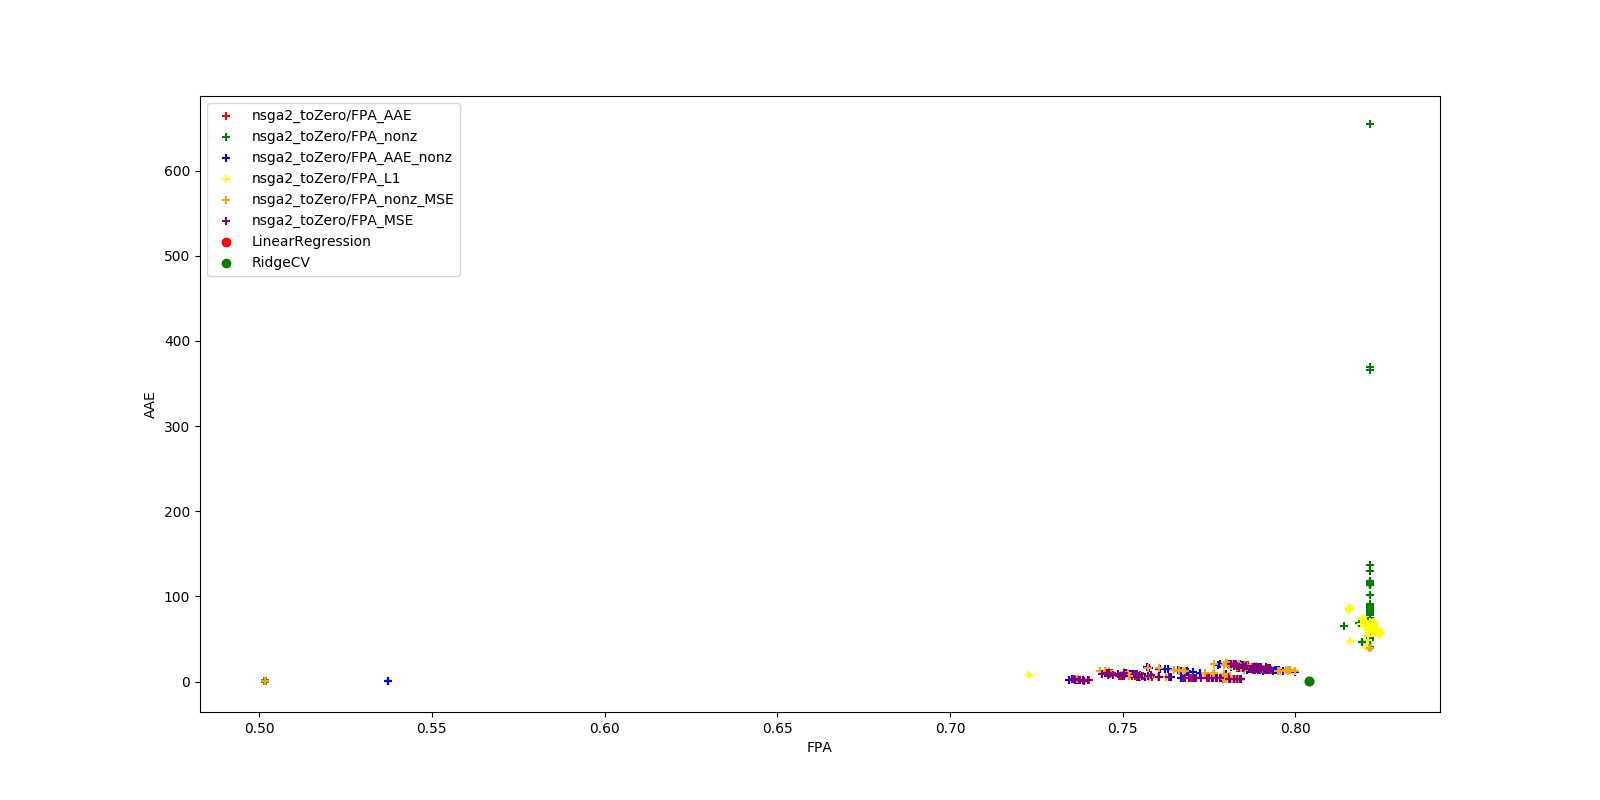 nsga2_toZero/FPA_AAE
nsga2_toZero/FPA_nonz
nsga2_toZero/FPA_AAE_nonz
nsga2_toZero/FPA_L1
nsga2_toZero/FPA_nonz_MSE
nsga2_toZero/FPA_MSE
LinearRegression
RidgeCV
600
500
400
300
200
100
0
AAE
0.50 0.55 0.60 0.65 0.70 0.75 0.80
FPA